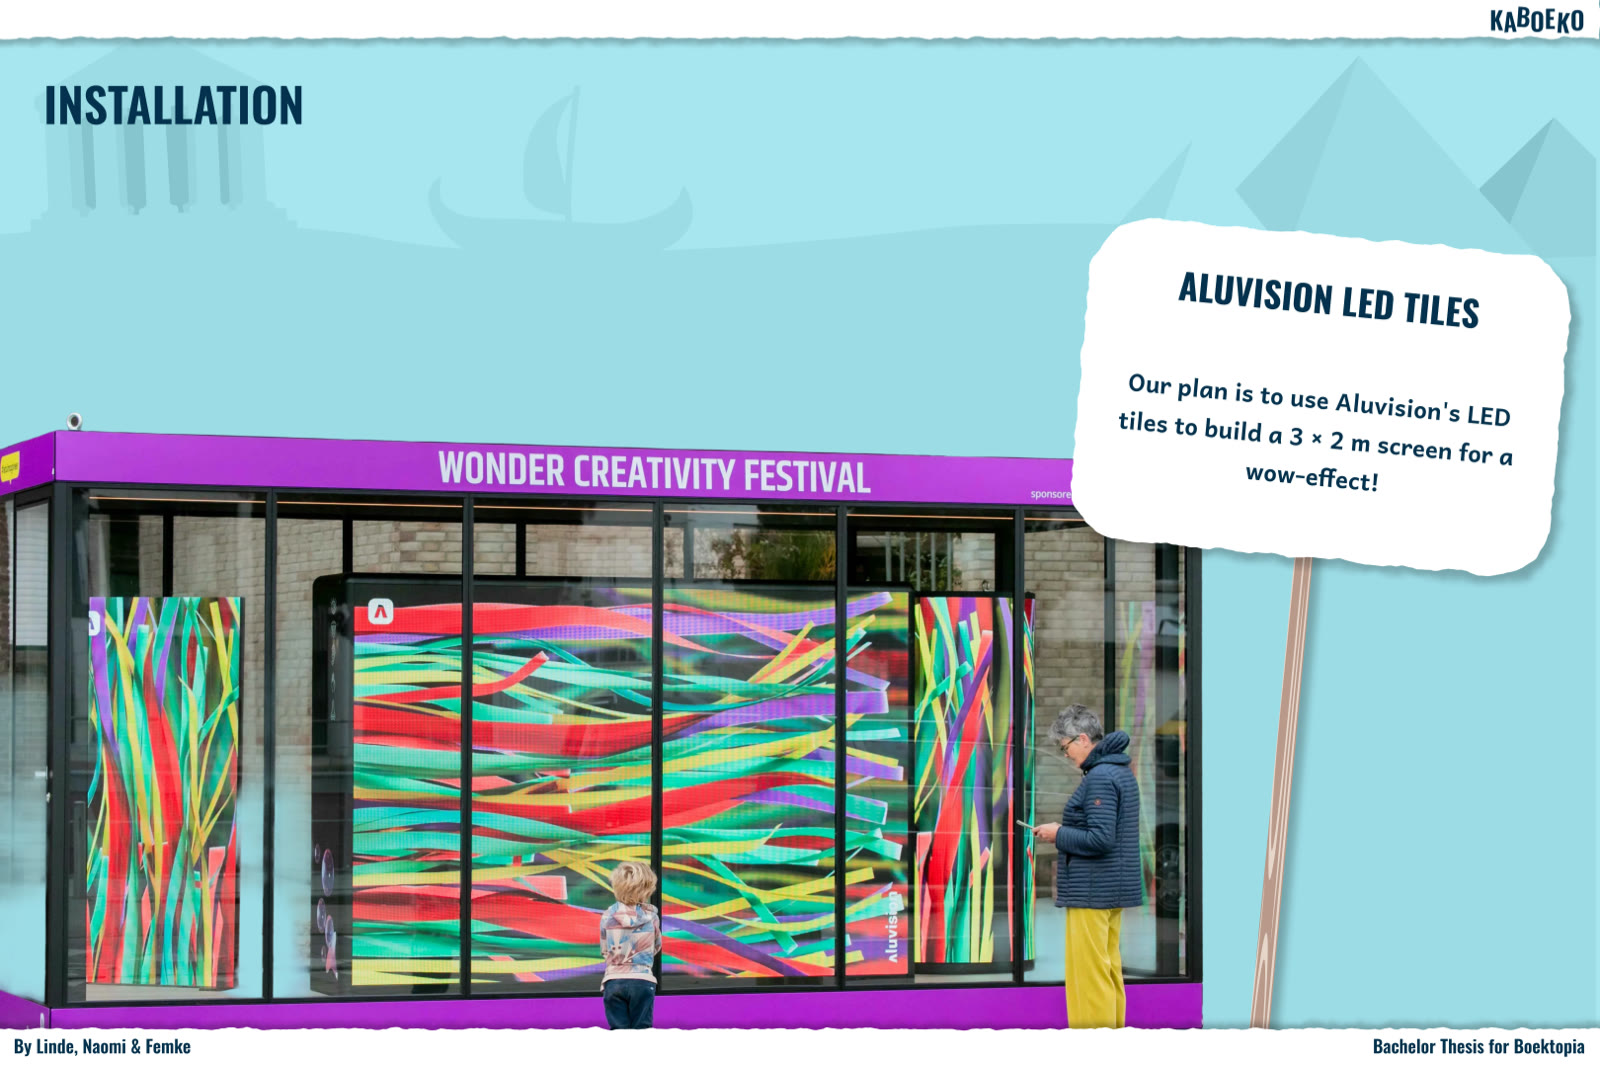 KABOEKO
INSTALLATION
ALUVISION LED TILES
Our plan is to use Aluvision's LED
tiles to build a 3 × 2 m screen for a
wow-effect!
WONDER CREATIVITY FESTIVAL
sponsore
Aluvision
By Linde, Naomi & Femke
Bachelor Thesis for Boektopia